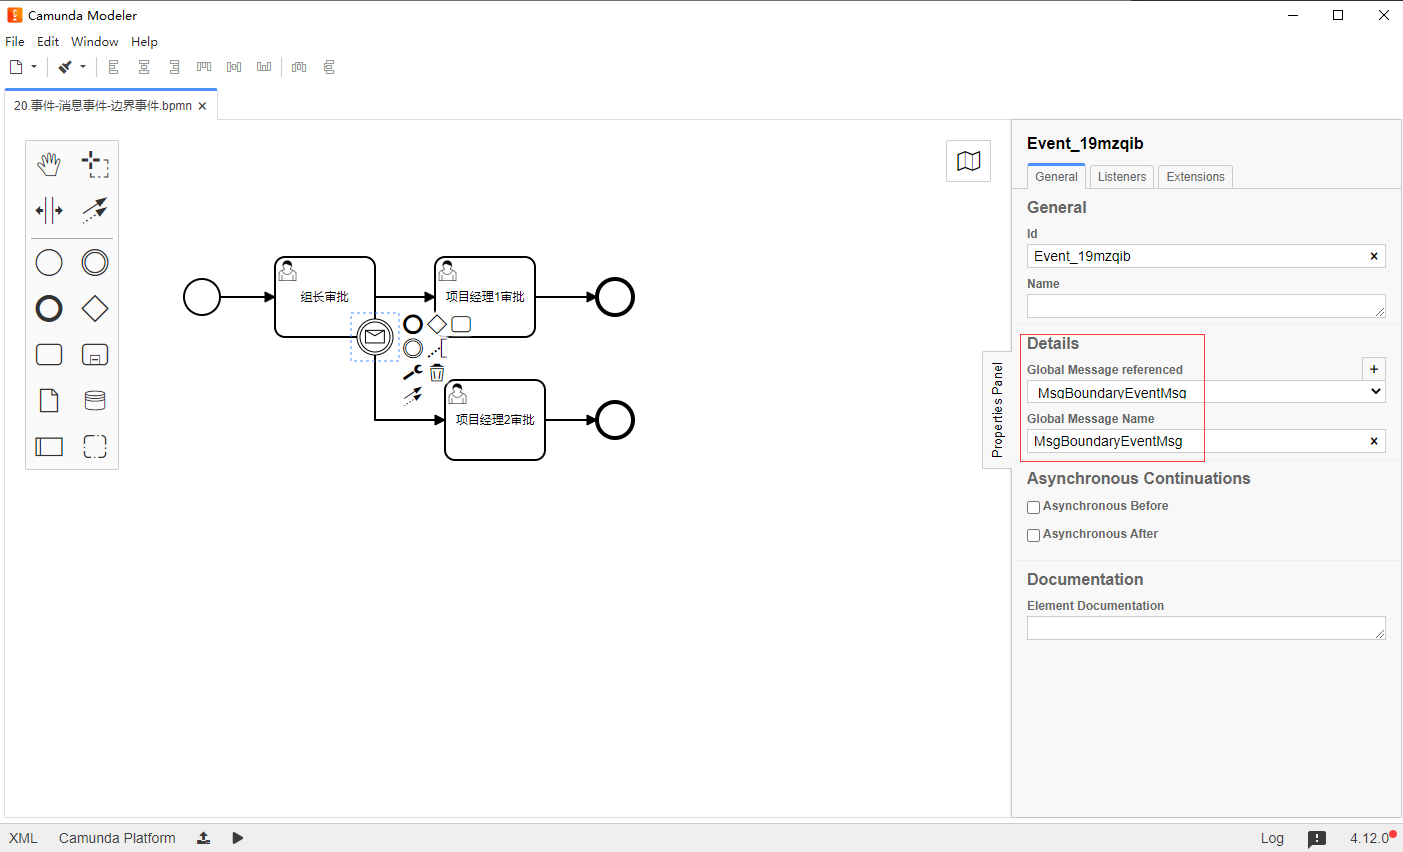 Camunda Modeler
File Edit Window Help
20.事件-消息事件-边界事件.bpmn ×
组长审批
项目经理1审批
项目经理2审批
Properties Panel
Event_19mzqib
General Listeners Extensions
General
Id
Event_19mzqib ×
Name
Details
Global Message referenced +
MsgBoundaryEventMsg
Global Message Name
MsgBoundaryEventMsg ×
Asynchronous Continuations
Asynchronous Before
Asynchronous After
Documentation
Element Documentation
XML Camunda Platform Log 4.12.0